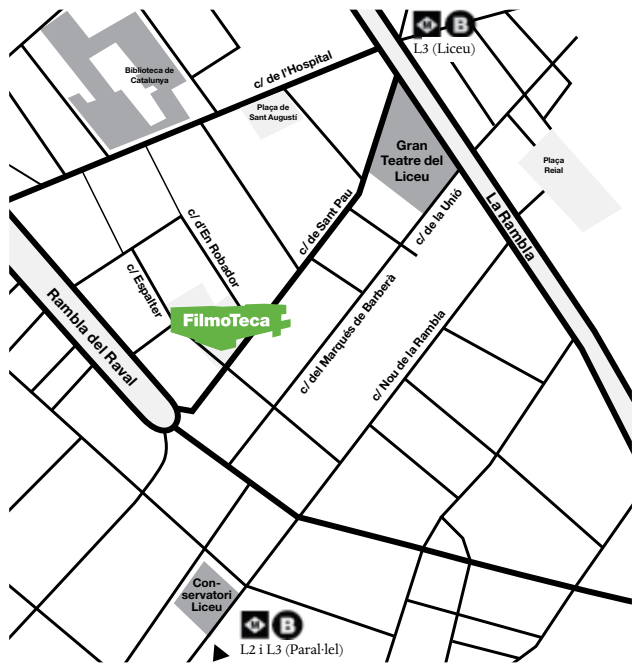 M B
L3 (Liceu)
Biblioteca de
Catalunya
c/ de l'Hospital
Plaça de
Sant Augustí
Gran
Teatre del
Liceu
Plaça
Reial
c/ de Sant Pau
c/ de la Unió
La Rambla
c/ d'En Robador
c/ Espalter
FilmoTeca
Rambla del Raval
c/ del Marqués de Barberà
c/ Nou de la Rambla
Con-
servatori
Liceu
M B
L2 i L3 (Paral·lel)